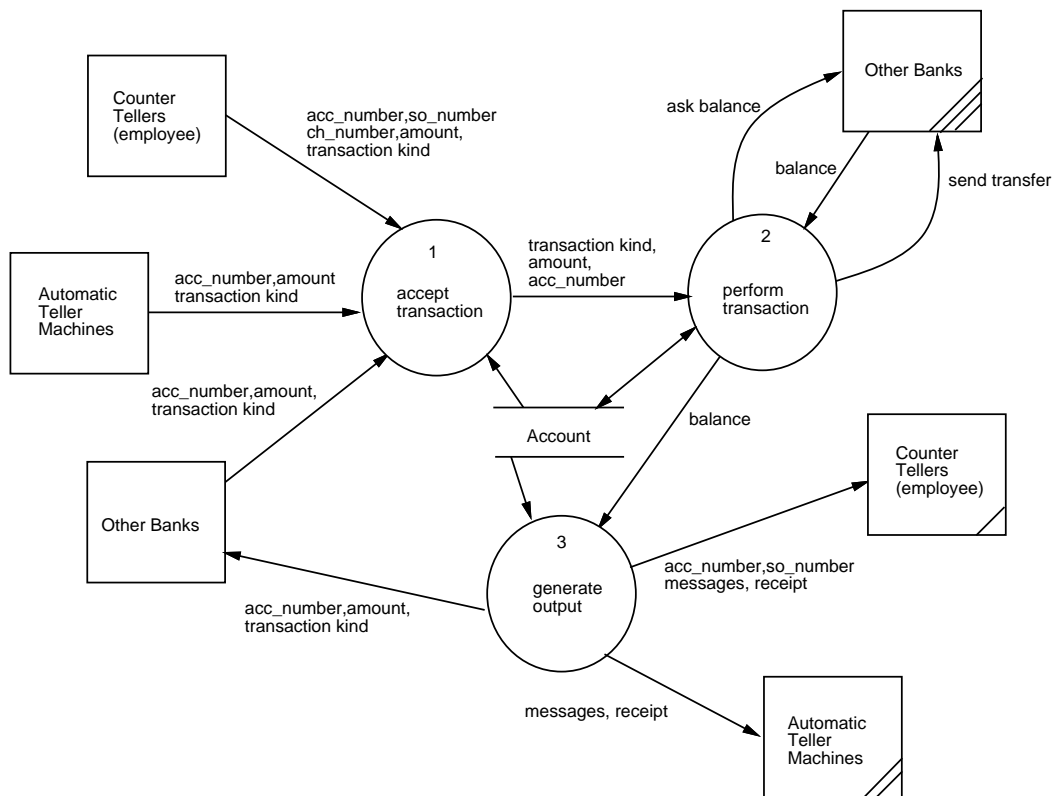 Counter
Tellers
(employee)
acc_number,so_number
ch_number,amount,
transaction kind
Other Banks
ask balance
balance
send transfer
Automatic
Teller
Machines
acc_number,amount
transaction kind
1
accept
transaction
transaction kind,
amount,
acc_number
2
perform
transaction
acc_number,amount,
transaction kind
Account
balance
Other Banks
Counter
Tellers
(employee)
3
generate
output
acc_number,so_number
messages, receipt
acc_number,amount,
transaction kind
messages, receipt
Automatic
Teller
Machines